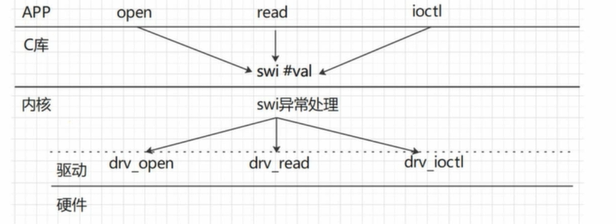 APP open read ioctl
C库
swi #val
内核 swi异常处理
驱动 drv_open drv_read drv_ioctl
硬件